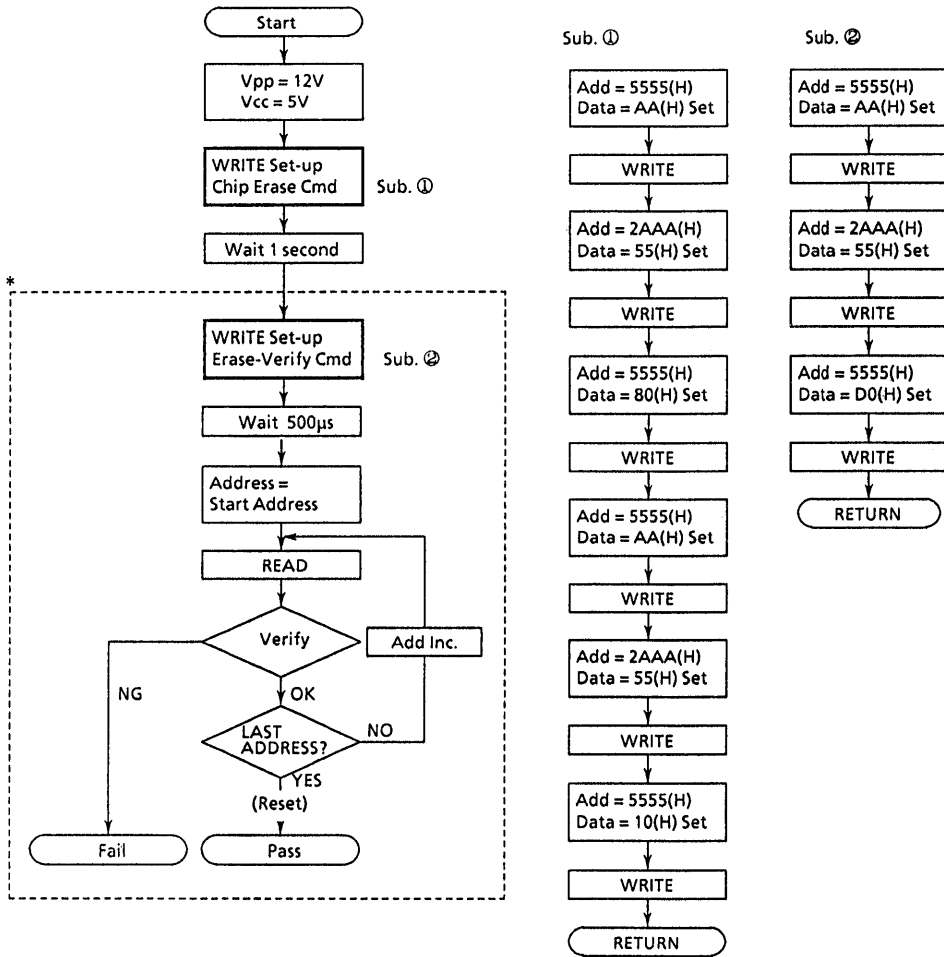 Start
Vpp = 12V
Vcc = 5V
WRITE Set-up
Chip Erase Cmd
Sub. ①
Wait 1 second
*
WRITE Set-up
Erase-Verify Cmd
Sub. ②
Wait 500μs
Address =
Start Address
READ
Verify
Add Inc.
NG
OK
LAST
ADDRESS?
NO
YES
(Reset)
Fail
Pass
Sub. ①
Add = 5555(H)
Data = AA(H) Set
WRITE
Add = 2AAA(H)
Data = 55(H) Set
WRITE
Add = 5555(H)
Data = 80(H) Set
WRITE
Add = 5555(H)
Data = AA(H) Set
WRITE
Add = 2AAA(H)
Data = 55(H) Set
WRITE
Add = 5555(H)
Data = 10(H) Set
WRITE
RETURN
Sub. ②
Add = 5555(H)
Data = AA(H) Set
WRITE
Add = 2AAA(H)
Data = 55(H) Set
WRITE
Add = 5555(H)
Data = D0(H) Set
WRITE
RETURN